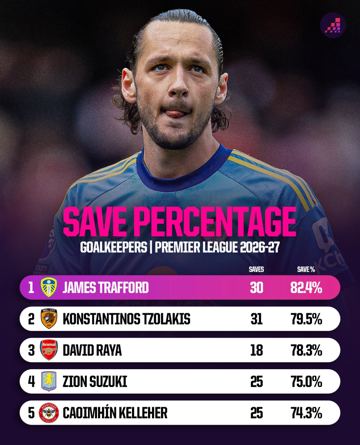 SAVE PERCENTAGE
GOALKEEPERS | PREMIER LEAGUE 2026-27
SAVES SAVE %
1 JAMES TRAFFORD 30 82.4%
2 KONSTANTINOS TZOLAKIS 31 79.5%
3 DAVID RAYA 18 78.3%
4 ZION SUZUKI 25 75.0%
5 CAOIMHÍN KELLEHER 25 74.3%